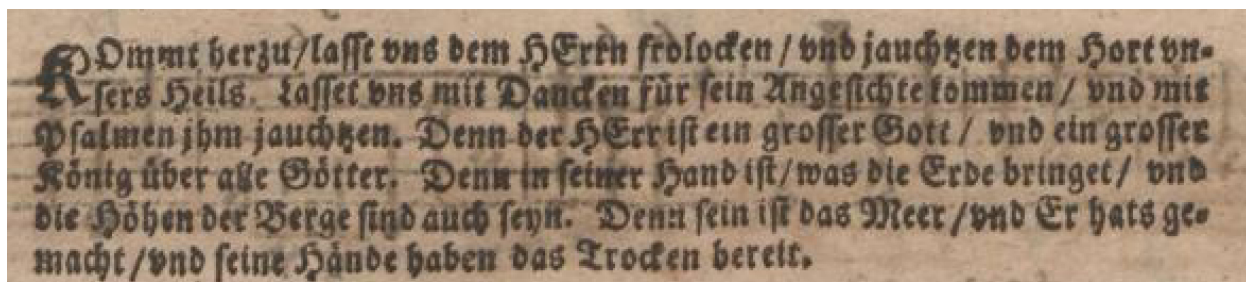 KOmmt herzu/lasst vns dem HErrn frolocken / vnd jauchtzen dem Hort vn-
sers Heils. Lasset vns mit Dancken für sein Angesichte kommen/ vnd mit
Psalmen jhm jauchtzen. Denn der HErr ist ein grosser Gott / vnd ein grosser
König über alle Götter. Denn in seiner Hand ist/was die Erde bringet/ vnd
die Höhen der Berge sind auch seyn. Denn sein ist das Meer/vnd Er hats ge-
macht/vnd seine Hände haben das Trocken bereit.